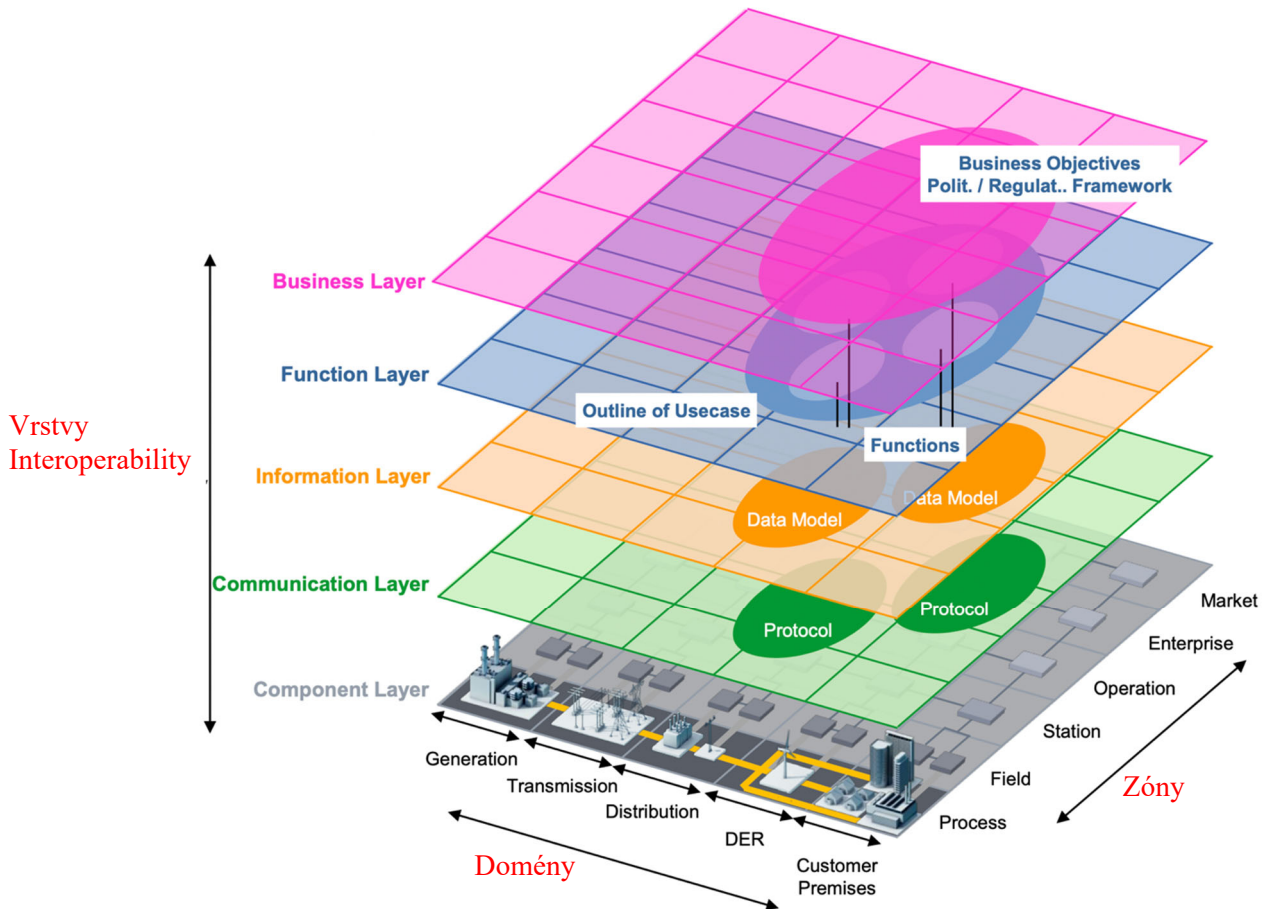 Business Objectives
Polit. / Regulat.. Framework
Business Layer
Function Layer
Outline of Usecase
Functions
Vrstvy
Interoperability
Information Layer
Data Model
Data Model
Communication Layer
Protocol
Protocol
Component Layer
Market
Enterprise
Operation
Station
Field
Process
Zóny
Generation
Transmission
Distribution
DER
Customer
Premises
Domény